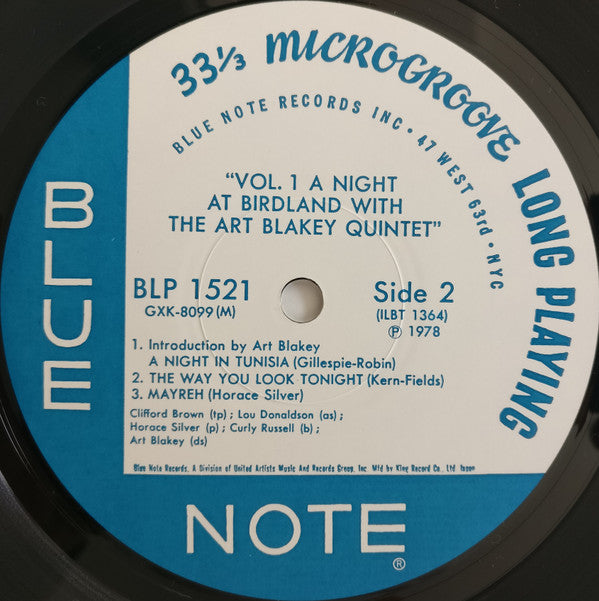 33⅓ MICROGROOVE LONG PLAYING
BLUE NOTE RECORDS INC • 47 WEST 63rd • NYC
"VOL. 1 A NIGHT
AT BIRDLAND WITH
THE ART BLAKEY QUINTET"
BLP 1521
GXK-8099 (M)
Side 2
(ILBT 1364)
Ⓟ 1978
1. Introduction by Art Blakey
A NIGHT IN TUNISIA (Gillespie-Robin)
2. THE WAY YOU LOOK TONIGHT (Kern-Fields)
3. MAYREH (Horace Silver)
Clifford Brown (tp) ; Lou Donaldson (as) ;
Horace Silver (p) ; Curly Russell (b) ;
Art Blakey (ds)
Blue Note Records, A Division of United Artists Music And Records Group, Inc. Mfd by King Record Co., Ltd Japan
BLUE
NOTE®